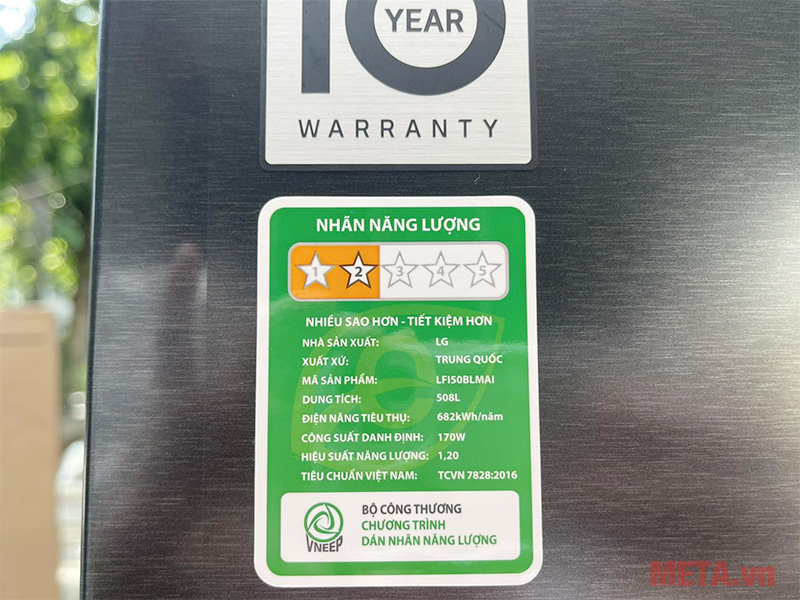 10
YEAR
WARRANTY
NHÃN NĂNG LƯỢNG
1 2 3 4 5
NHIỀU SAO HƠN - TIẾT KIỆM HƠN
NHÀ SẢN XUẤT: LG
XUẤT XỨ: TRUNG QUỐC
MÃ SẢN PHẨM: LFI50BLMAI
DUNG TÍCH: 508L
ĐIỆN NĂNG TIÊU THỤ: 682kWh/năm
CÔNG SUẤT DANH ĐỊNH: 170W
HIỆU SUẤT NĂNG LƯỢNG: 1,20
TIÊU CHUẨN VIỆT NAM: TCVN 7828:2016
VNEEP
BỘ CÔNG THƯƠNG
CHƯƠNG TRÌNH
DÁN NHÃN NĂNG LƯỢNG
META.vn